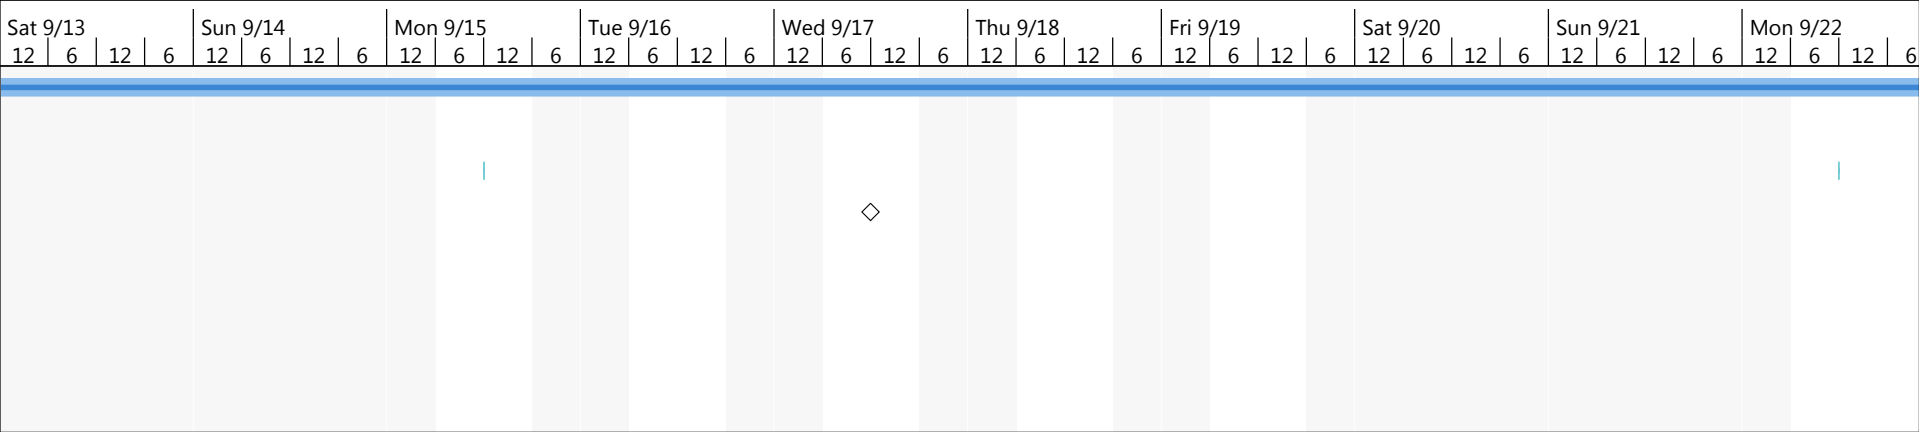 Sat 9/13 Sun 9/14 Mon 9/15 Tue 9/16 Wed 9/17 Thu 9/18 Fri 9/19 Sat 9/20 Sun 9/21 Mon 9/22
12 6 12 6 12 6 12 6 12 6 12 6 12 6 12 6 12 6 12 6 12 6 12 6 12 6 12 6 12 6 12 6 12 6 12 6 12 6 12 6